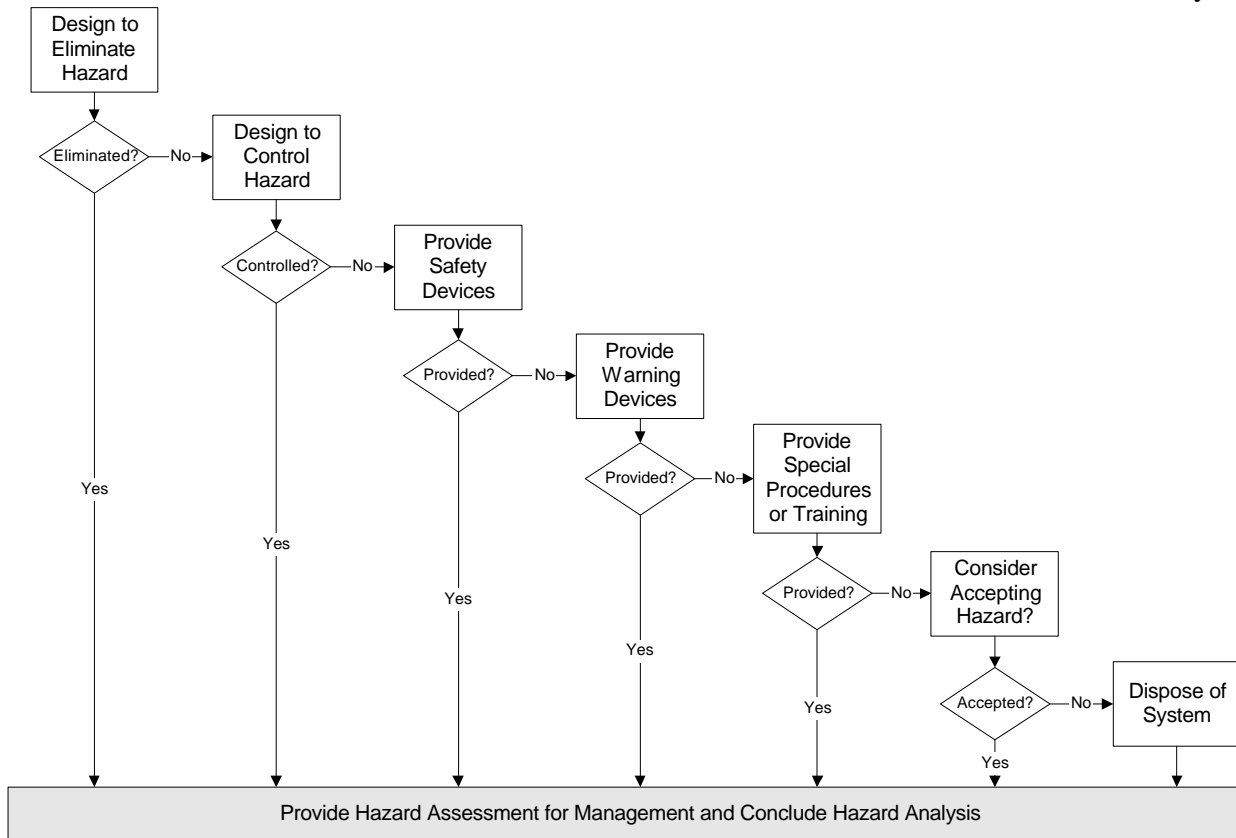 Design to
Eliminate
Hazard
Eliminated?
No
Design to
Control
Hazard
Controlled?
No
Provide
Safety
Devices
Provided?
No
Provide
Warning
Devices
Provided?
No
Provide
Special
Procedures
or Training
Provided?
No
Consider
Accepting
Hazard?
Accepted?
No
Dispose of
System
Yes
Yes
Yes
Yes
Yes
Yes
Provide Hazard Assessment for Management and Conclude Hazard Analysis